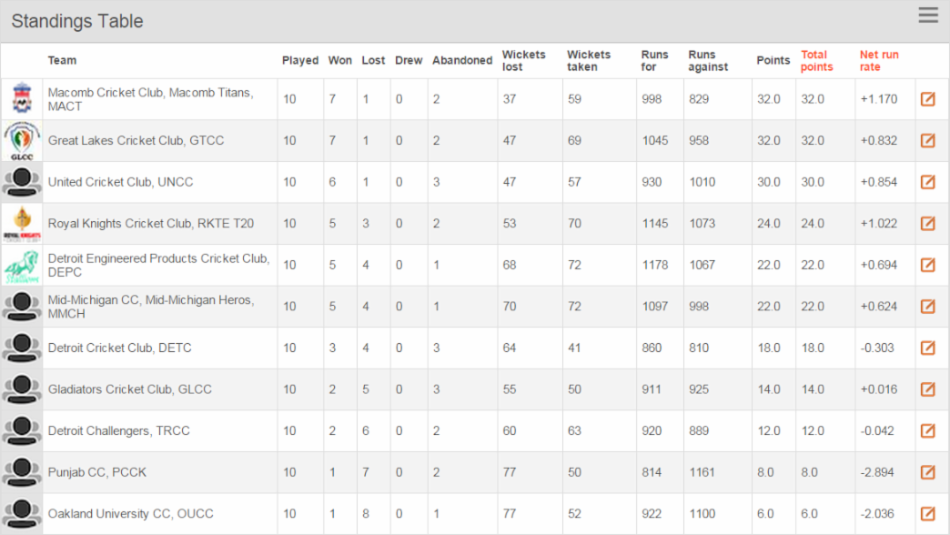 Standings Table
Team Played Won Lost Drew Abandoned Wickets lost Wickets taken Runs for Runs against Points Total points Net run rate
Macomb Cricket Club, Macomb Titans, MACT 10 7 1 0 2 37 59 998 829 32.0 32.0 +1.170
GLCC
Great Lakes Cricket Club, GTCC 10 7 1 0 2 47 69 1045 958 32.0 32.0 +0.832
United Cricket Club, UNCC 10 6 1 0 3 47 57 930 1010 30.0 30.0 +0.854
ROYAL KNIGHTS
Royal Knights Cricket Club, RKTE T20 10 5 3 0 2 53 70 1145 1073 24.0 24.0 +1.022
Detroit Engineered Products Cricket Club, DEPC 10 5 4 0 1 68 72 1178 1067 22.0 22.0 +0.694
Mid-Michigan CC, Mid-Michigan Heros, MMCH 10 5 4 0 1 70 72 1097 998 22.0 22.0 +0.624
Detroit Cricket Club, DETC 10 3 4 0 3 64 41 860 810 18.0 18.0 -0.303
Gladiators Cricket Club, GLCC 10 2 5 0 3 55 50 911 925 14.0 14.0 +0.016
Detroit Challengers, TRCC 10 2 6 0 2 60 63 920 889 12.0 12.0 -0.042
Punjab CC, PCCK 10 1 7 0 2 77 50 814 1161 8.0 8.0 -2.894
Oakland University CC, OUCC 10 1 8 0 1 77 52 922 1100 6.0 6.0 -2.036